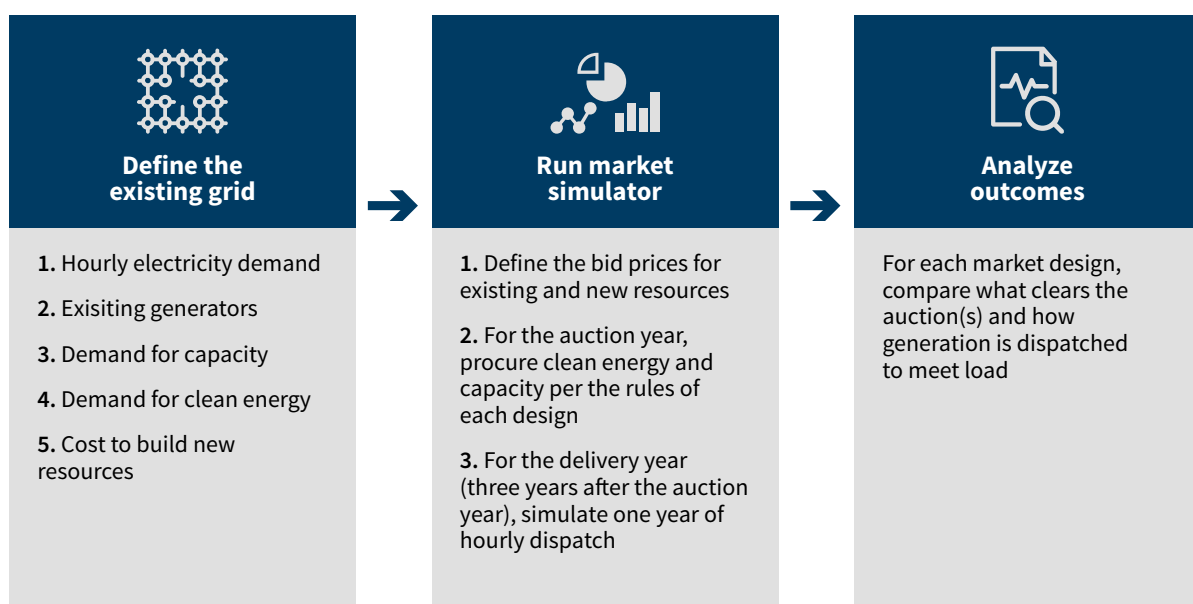 Define the
existing grid
1. Hourly electricity demand
2. Exisiting generators
3. Demand for capacity
4. Demand for clean energy
5. Cost to build new
resources
Run market
simulator
1. Define the bid prices for
existing and new resources
2. For the auction year,
procure clean energy and
capacity per the rules of
each design
3. For the delivery year
(three years after the auction
year), simulate one year of
hourly dispatch
Analyze
outcomes
For each market design,
compare what clears the
auction(s) and how
generation is dispatched
to meet load